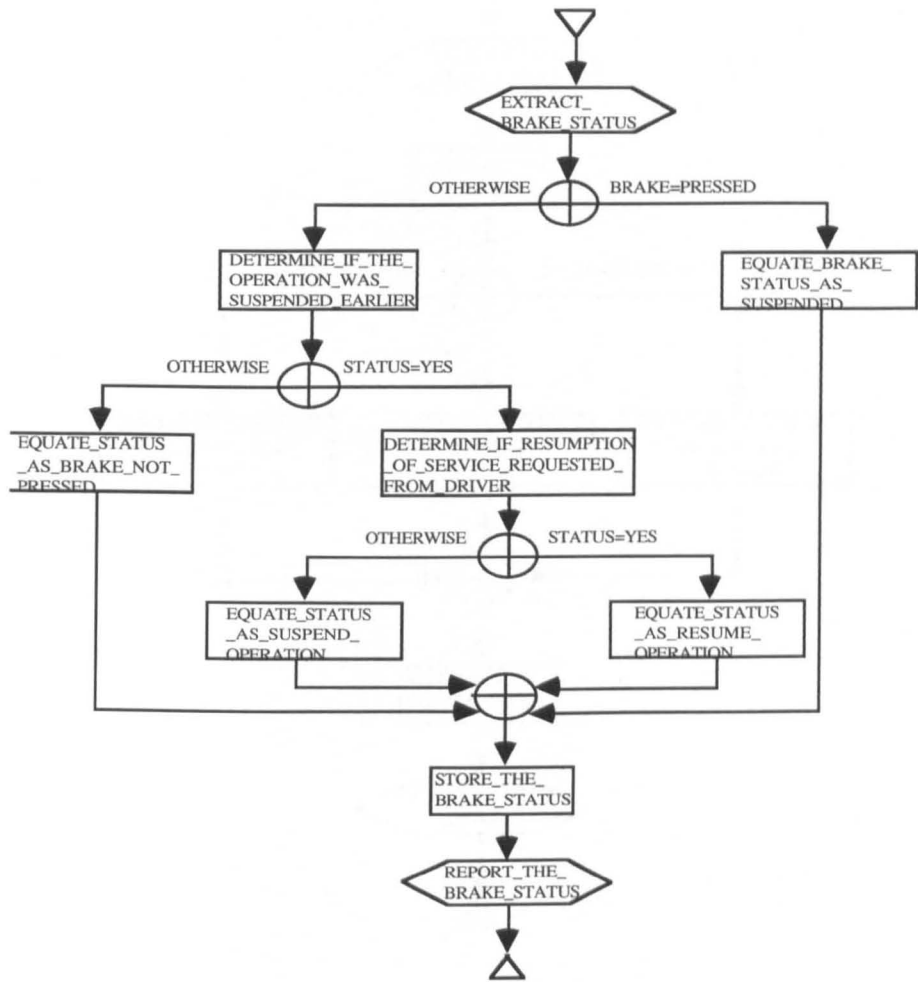 EXTRACT_
BRAKE_STATUS
OTHERWISE
BRAKE=PRESSED
DETERMINE_IF_THE_
OPERATION_WAS_
SUSPENDED_EARLIER
EQUATE_BRAKE_
STATUS_AS_
SUSPENDED
OTHERWISE
STATUS=YES
EQUATE_STATUS
_AS_BRAKE_NOT_
PRESSED
DETERMINE_IF_RESUMPTION
_OF_SERVICE_REQUESTED_
FROM_DRIVER
OTHERWISE
STATUS=YES
EQUATE_STATUS
_AS_SUSPEND_
OPERATION
EQUATE_STATUS
_AS_RESUME_
OPERATION
STORE_THE_
BRAKE_STATUS
REPORT_THE_
BRAKE_STATUS